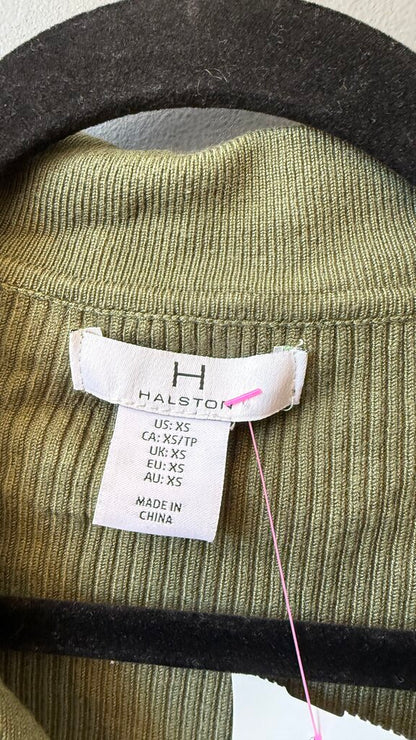 H
HALSTON
US: XS
CA: XS/TP
UK: XS
EU: XS
AU: XS
MADE IN
CHINA